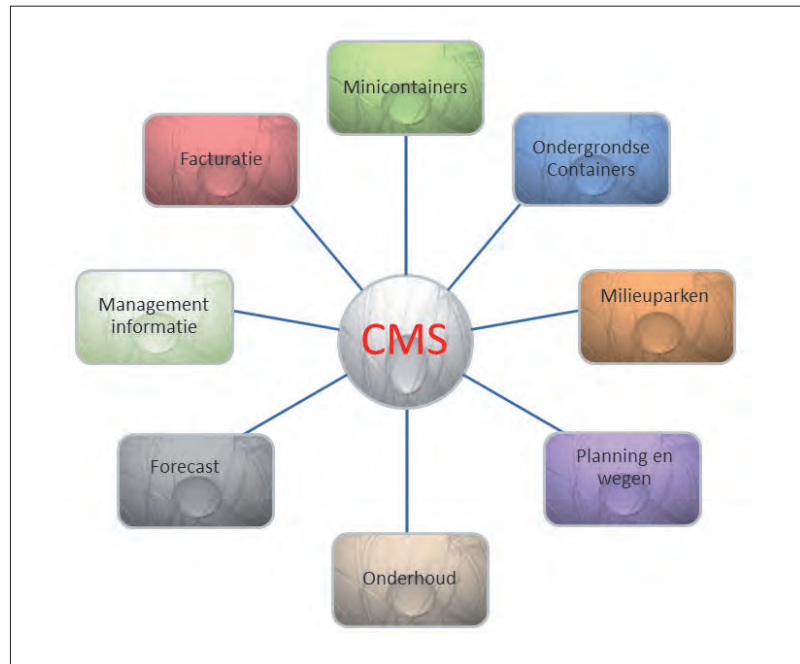 Minicontainers
Ondergrondse
Containers
Milieuparken
Planning en
wegen
Onderhoud
Forecast
Management
informatie
Facturatie
CMS